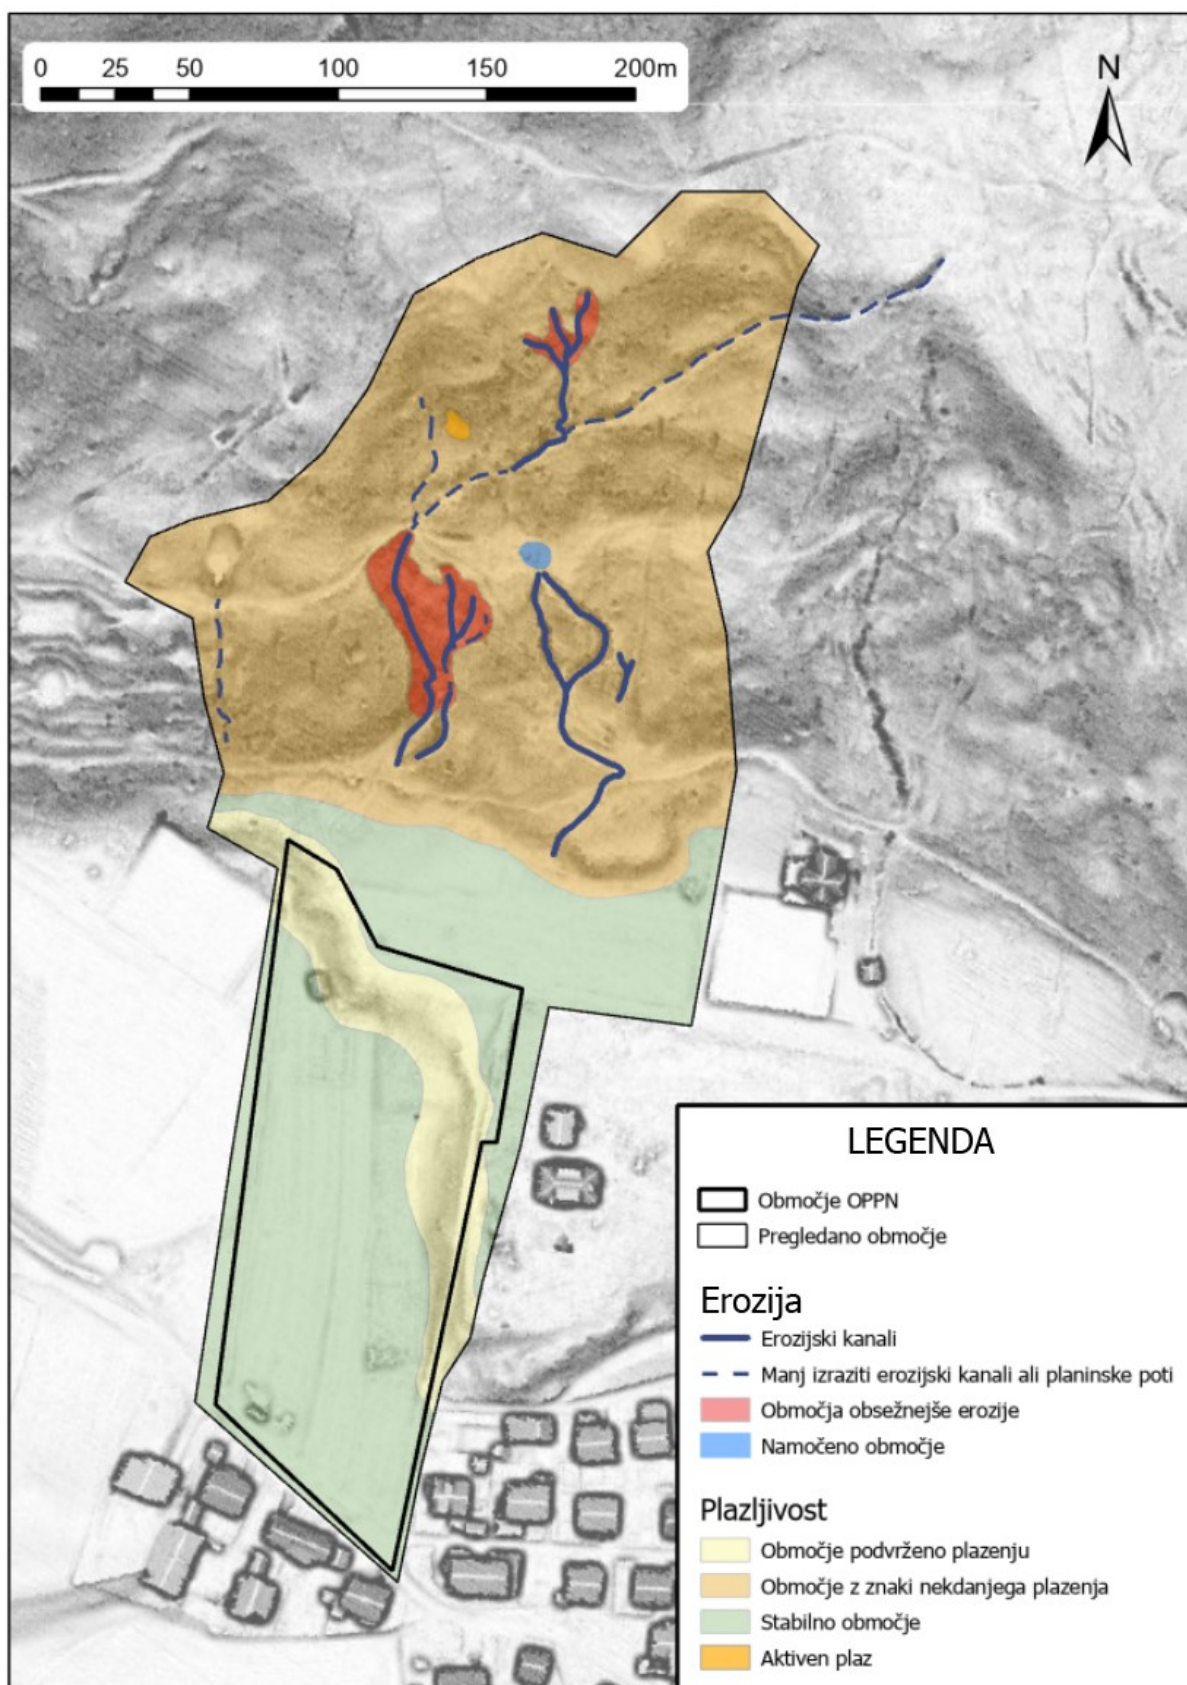 0 25 50 100 150 200m
N
LEGENDA
Območje OPPN
Pregledano območje
Erozija
Erozijski kanali
Manj izraziti erozijski kanali ali planinske poti
Območja obsežnejše erozije
Namočeno območje
Plazljivost
Območje podvrženo plazenju
Območje z znaki nekdanjega plazenja
Stabilno območje
Aktiven plaz